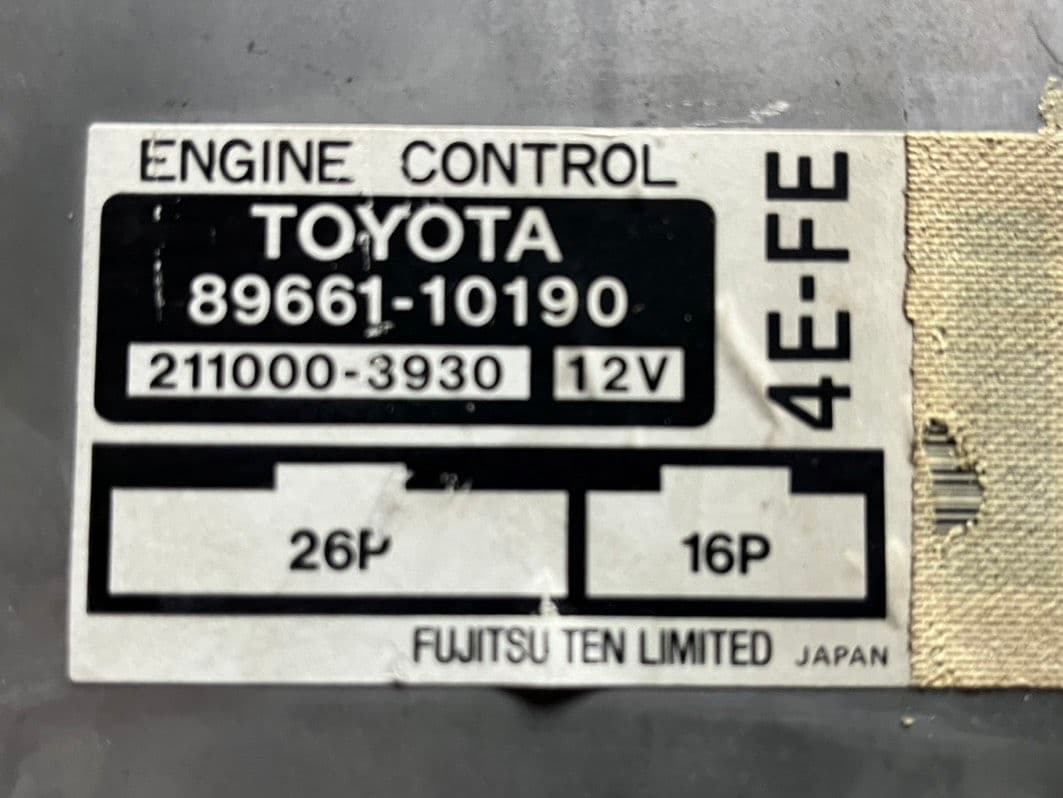 ENGINE CONTROL
TOYOTA
89661-10190
211000-3930 12V
4E-FE
26P 16P
FUJITSU TEN LIMITED JAPAN